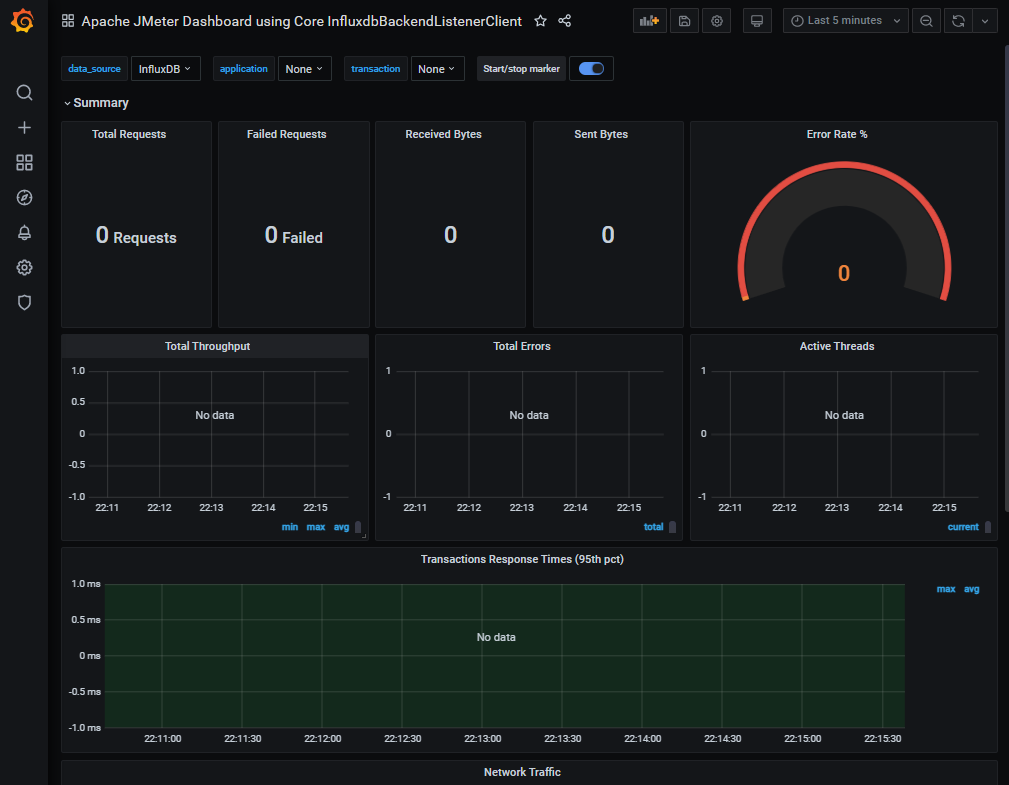 Apache JMeter Dashboard using Core InfluxdbBackendListenerClient
Last 5 minutes
data_source InfluxDB application None transaction None Start/stop marker
Summary
Total Requests
0 Requests
Failed Requests
0 Failed
Received Bytes
0
Sent Bytes
0
Error Rate %
0
Total Throughput
1.0
0.5
0
-0.5
-1.0
No data
22:11 22:12 22:13 22:14 22:15
min max avg
Total Errors
1
0
-1
No data
22:11 22:12 22:13 22:14 22:15
total
Active Threads
1
0
-1
No data
22:11 22:12 22:13 22:14 22:15
current
Transactions Response Times (95th pct)
1.0 ms
0.5 ms
0 ms
-0.5 ms
-1.0 ms
No data
22:11:00 22:11:30 22:12:00 22:12:30 22:13:00 22:13:30 22:14:00 22:14:30 22:15:00 22:15:30
max avg
Network Traffic